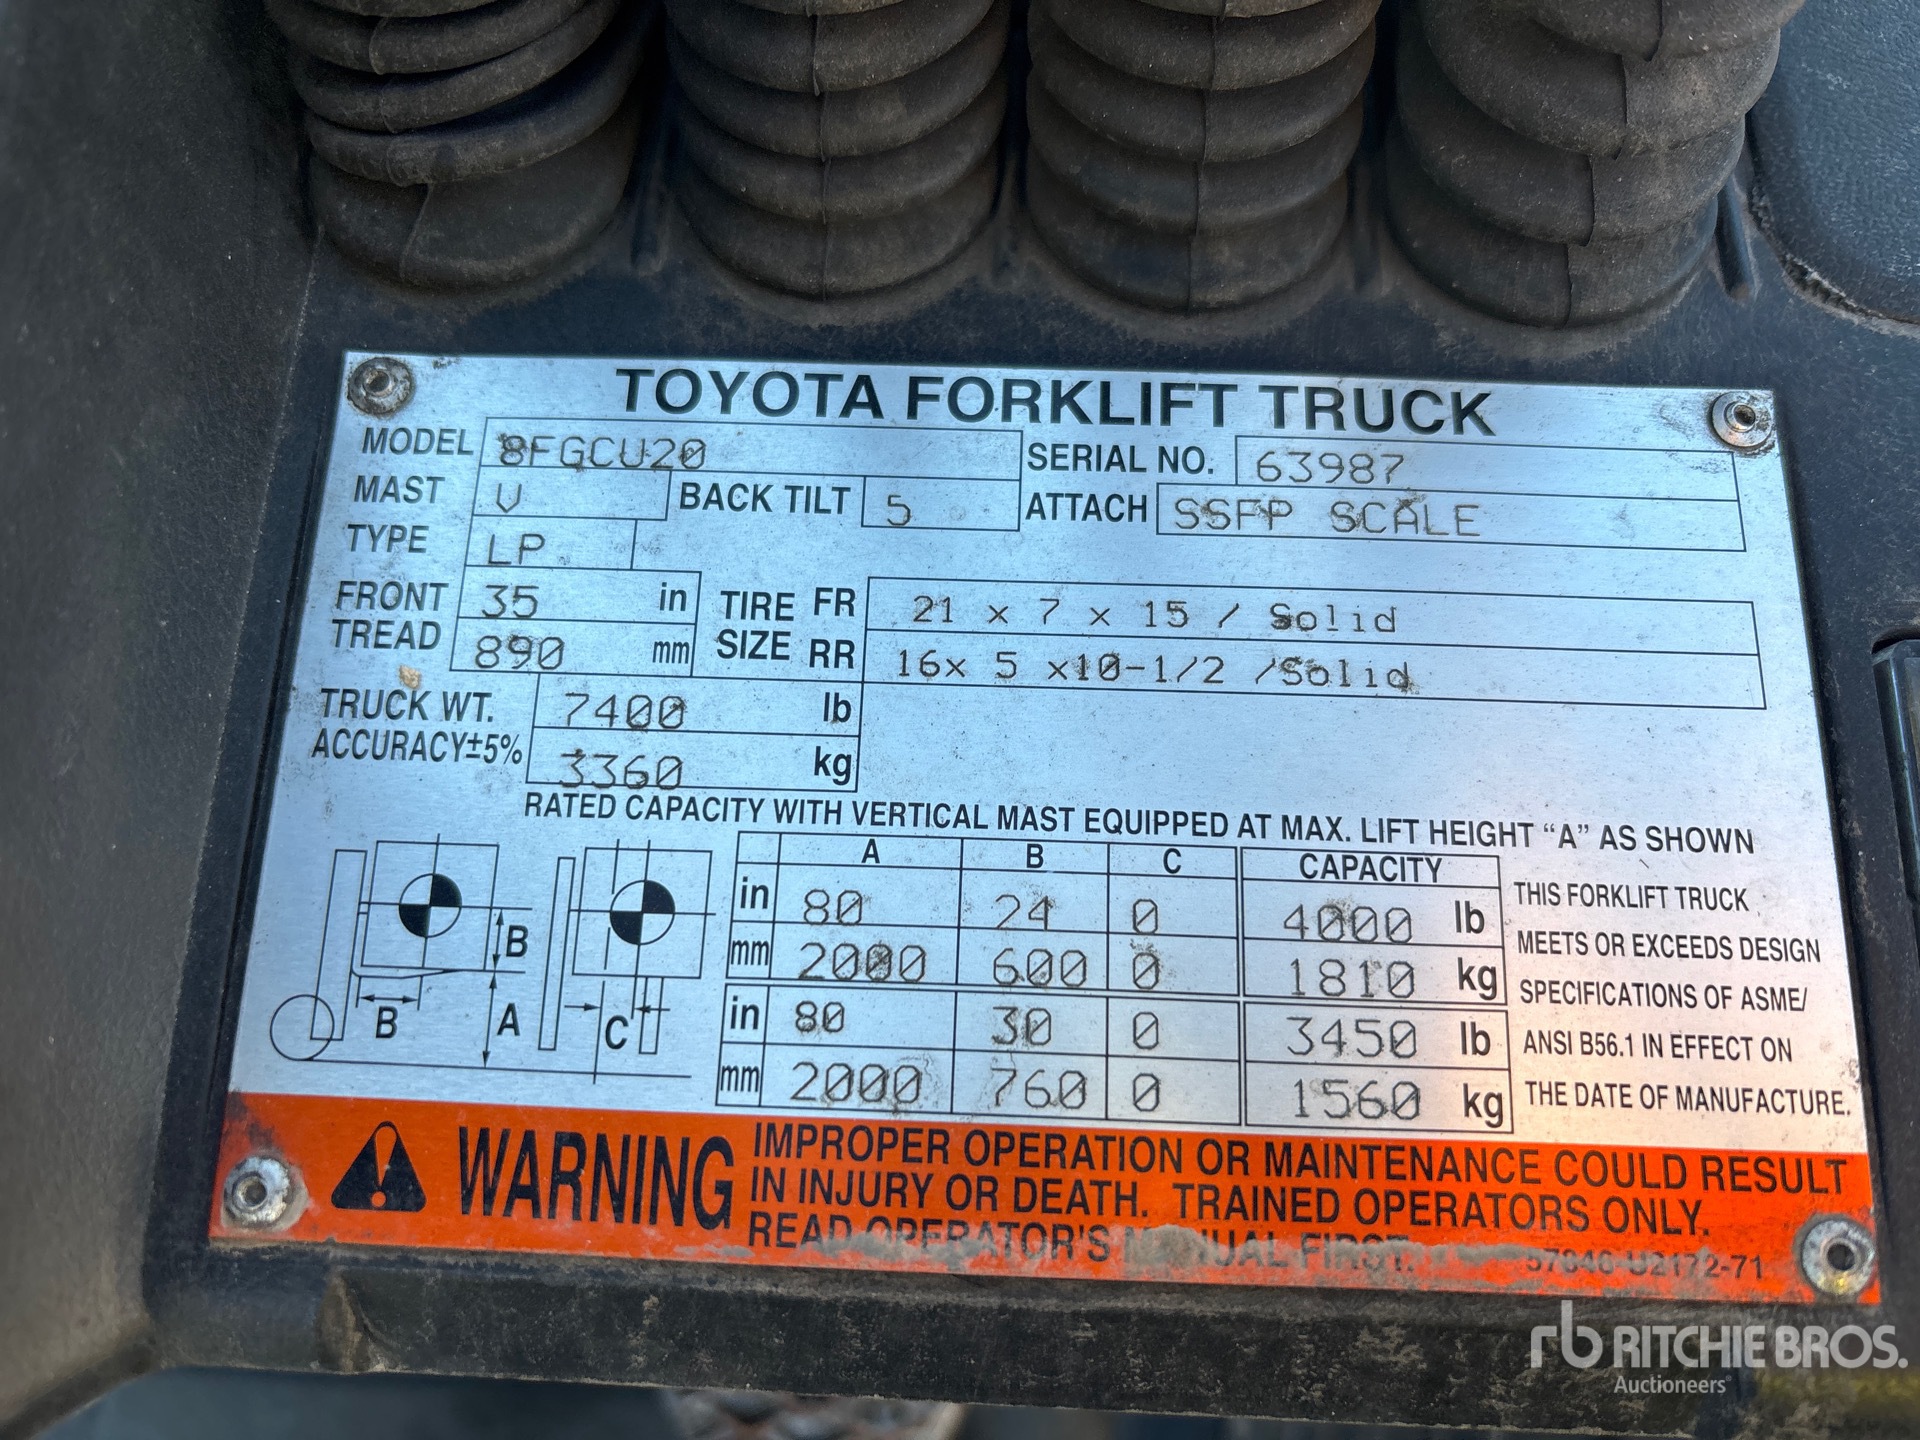 TOYOTA FORKLIFT TRUCK
MODEL 8FGCU20 SERIAL NO. 63987
MAST V BACK TILT 5 ATTACH SSFP SCALE
TYPE LP
FRONT TREAD 35 in TIRE SIZE FR 21 x 7 x 15 / Solid
890 mm RR 16x 5 x10-1/2 /Solid
TRUCK WT. 7400 lb
ACCURACY±5% 3360 kg
RATED CAPACITY WITH VERTICAL MAST EQUIPPED AT MAX. LIFT HEIGHT “A” AS SHOWN
A B C CAPACITY
in 80 24 0 4000 lb
mm 2000 600 0 1810 kg
in 80 30 0 3450 lb
mm 2000 760 0 1560 kg
B
B
A
C
THIS FORKLIFT TRUCK
MEETS OR EXCEEDS DESIGN
SPECIFICATIONS OF ASME/
ANSI B56.1 IN EFFECT ON
THE DATE OF MANUFACTURE.
WARNING
IMPROPER OPERATION OR MAINTENANCE COULD RESULT
IN INJURY OR DEATH. TRAINED OPERATORS ONLY.
READ OPERATOR'S MANUAL FIRST.
57040-U2172-71
rb RITCHIE BROS.
Auctioneers